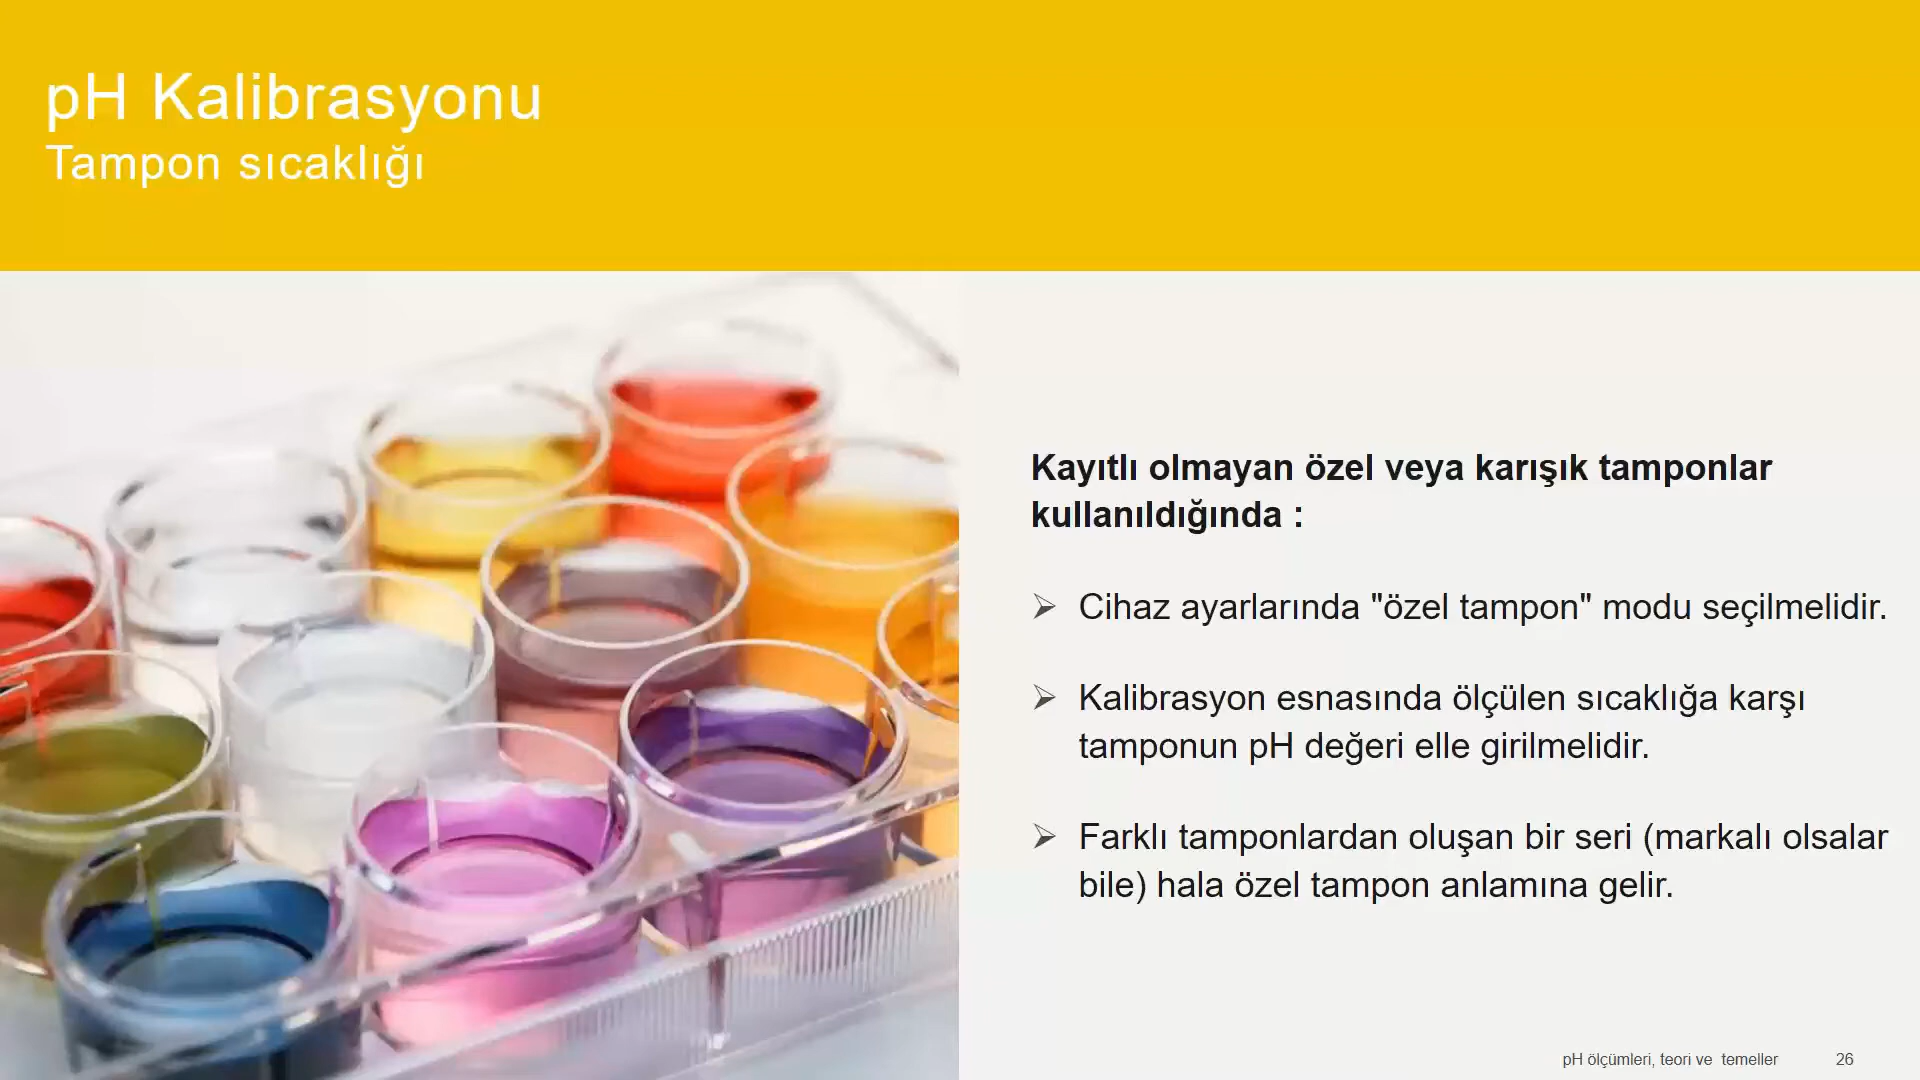 pH Kalibrasyonu
Tampon sıcaklığı
Kayıtlı olmayan özel veya karışık tamponlar
kullanıldığında :
➢ Cihaz ayarlarında "özel tampon" modu seçilmelidir.
➢ Kalibrasyon esnasında ölçülen sıcaklığa karşı
tamponun pH değeri elle girilmelidir.
➢ Farklı tamponlardan oluşan bir seri (markalı olsalar
bile) hala özel tampon anlamına gelir.
pH ölçümleri, teori ve temeller 26